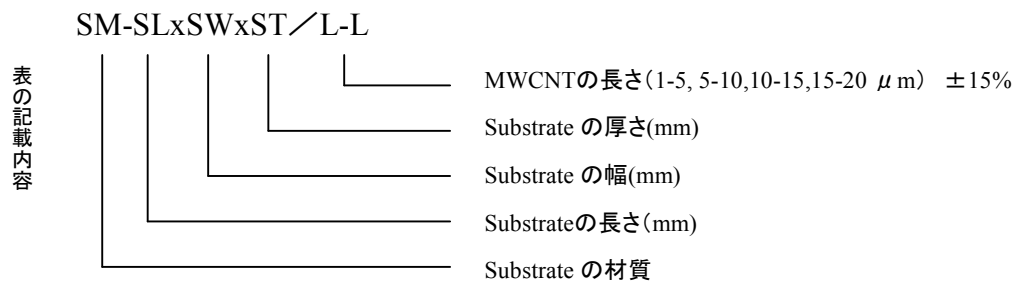 SM-SLxSWxST／L-L
表の記載内容
MWCNTの長さ（1-5, 5-10,10-15,15-20 μm） ±15%
Substrate の厚さ(mm)
Substrate の幅(mm)
Substrateの長さ（mm)
Substrate の材質